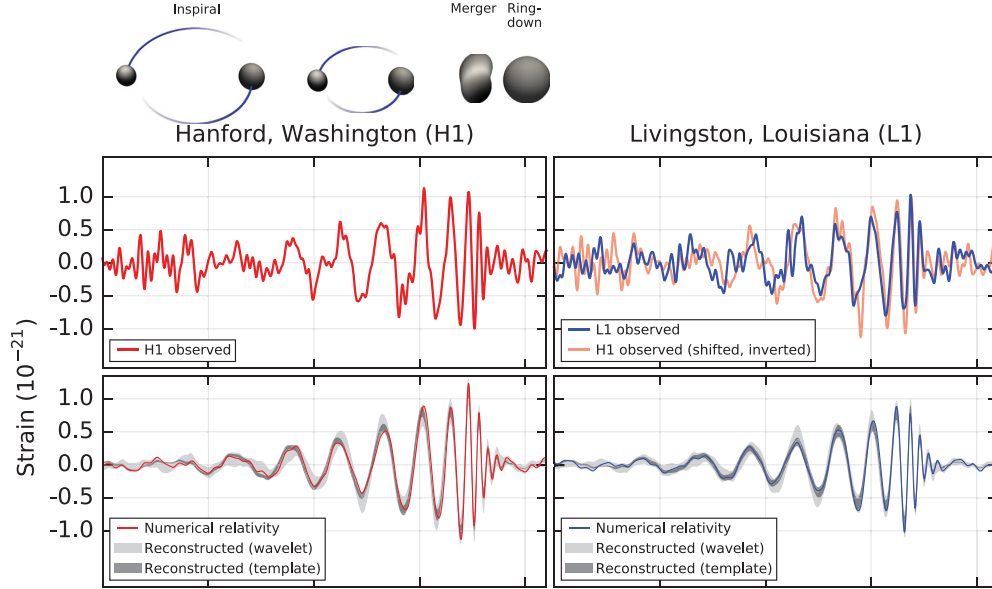 Inspiral
Merger Ring-
down
Hanford, Washington (H1)
Livingston, Louisiana (L1)
Strain (10⁻²¹)
1.0
0.5
0.0
-0.5
-1.0
H1 observed
L1 observed
H1 observed (shifted, inverted)
1.0
0.5
0.0
-0.5
-1.0
Numerical relativity
Reconstructed (wavelet)
Reconstructed (template)
Numerical relativity
Reconstructed (wavelet)
Reconstructed (template)